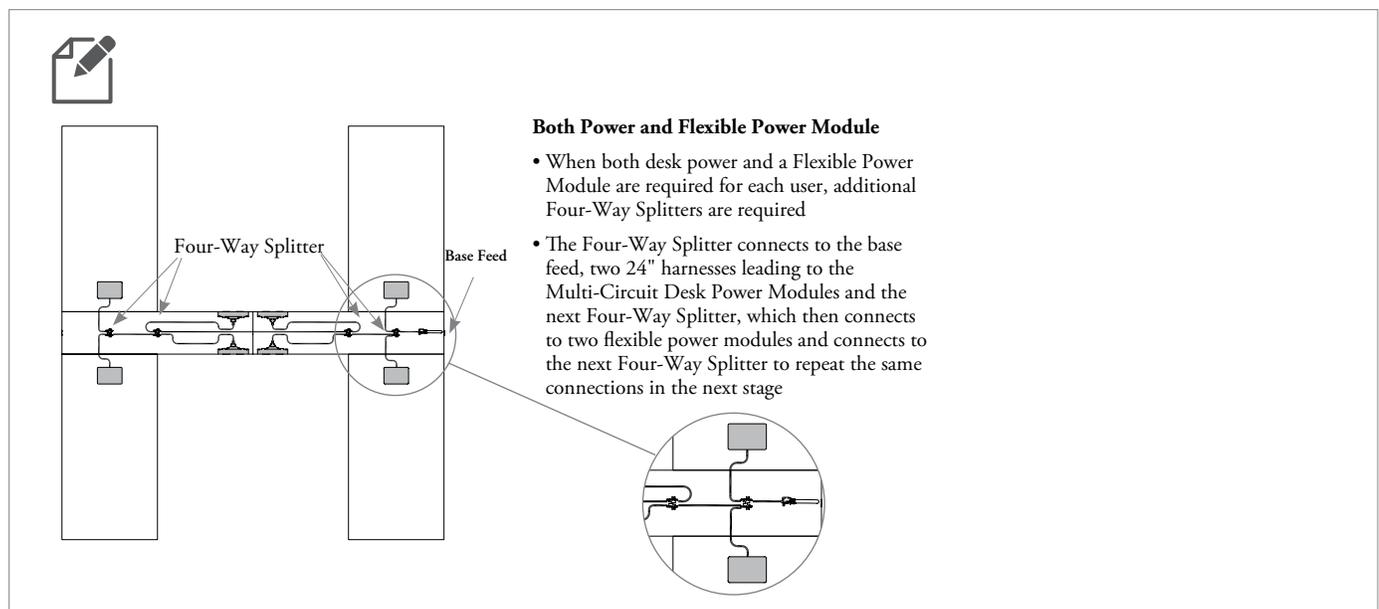 Four-Way Splitter
Base Feed
Both Power and Flexible Power Module
• When both desk power and a Flexible Power
Module are required for each user, additional
Four-Way Splitters are required
• The Four-Way Splitter connects to the base
feed, two 24" harnesses leading to the
Multi-Circuit Desk Power Modules and the
next Four-Way Splitter, which then connects
to two flexible power modules and connects to
the next Four-Way Splitter to repeat the same
connections in the next stage